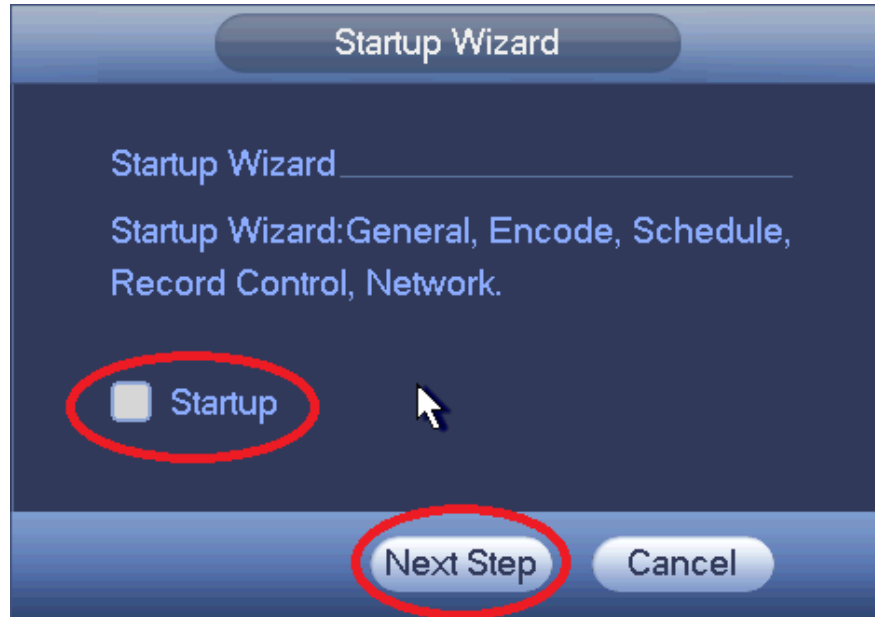 Startup Wizard
Startup Wizard
Startup Wizard:General, Encode, Schedule,
Record Control, Network.
Startup
Next Step Cancel